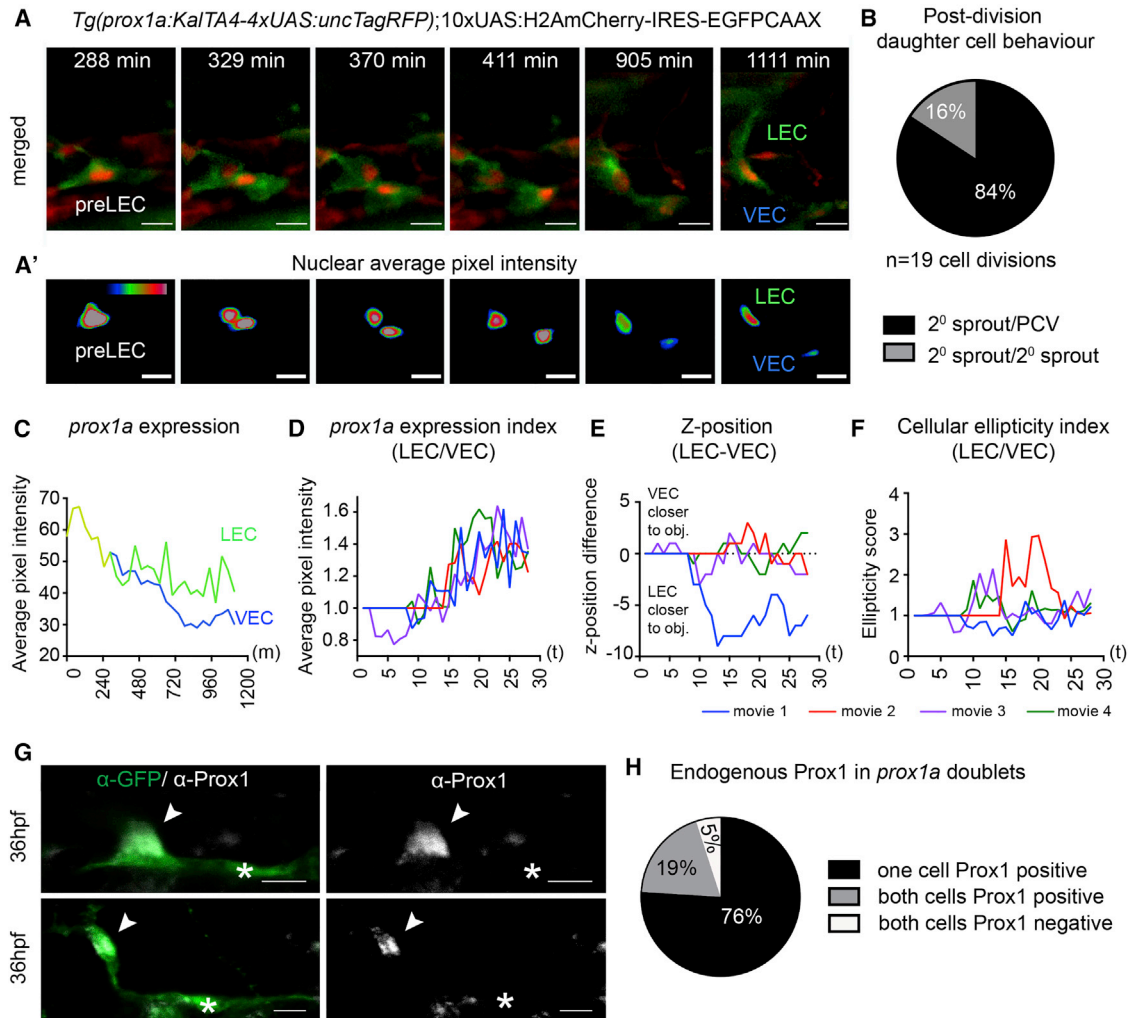 A
Tg(prox1a:KalTA4-4xUAS:uncTagRFP);10xUAS:H2AmCherry-IRES-EGFPCAAX
288 min 329 min 370 min 411 min 905 min 1111 min
merged
preLEC
LEC
VEC
A'
Nuclear average pixel intensity
preLEC
LEC
VEC
B
Post-division
daughter cell behaviour
16%
84%
n=19 cell divisions
2⁰ sprout/PCV
2⁰ sprout/2⁰ sprout
C
prox1a expression
Average pixel intensity
70
60
50
40
30
20
LEC
VEC
0 240 480 720 960 1200
(m)
D
prox1a expression index
(LEC/VEC)
Average pixel intensity
1.6
1.4
1.2
1.0
0.8
0 5 10 15 20 25 30
(t)
E
Z-position
(LEC-VEC)
z-position difference
5
0
-5
-10
VEC
closer
to obj.
LEC
closer
to obj.
0 5 10 15 20 25 30
(t)
F
Cellular ellipticity index
(LEC/VEC)
Ellipticity score
4
3
2
1
0
0 5 10 15 20 25 30
(t)
movie 1 movie 2 movie 3 movie 4
G
α-GFP/ α-Prox1
α-Prox1
36hpf
*
*
36hpf
*
*
H
Endogenous Prox1 in prox1a doublets
5%
19%
76%
one cell Prox1 positive
both cells Prox1 positive
both cells Prox1 negative